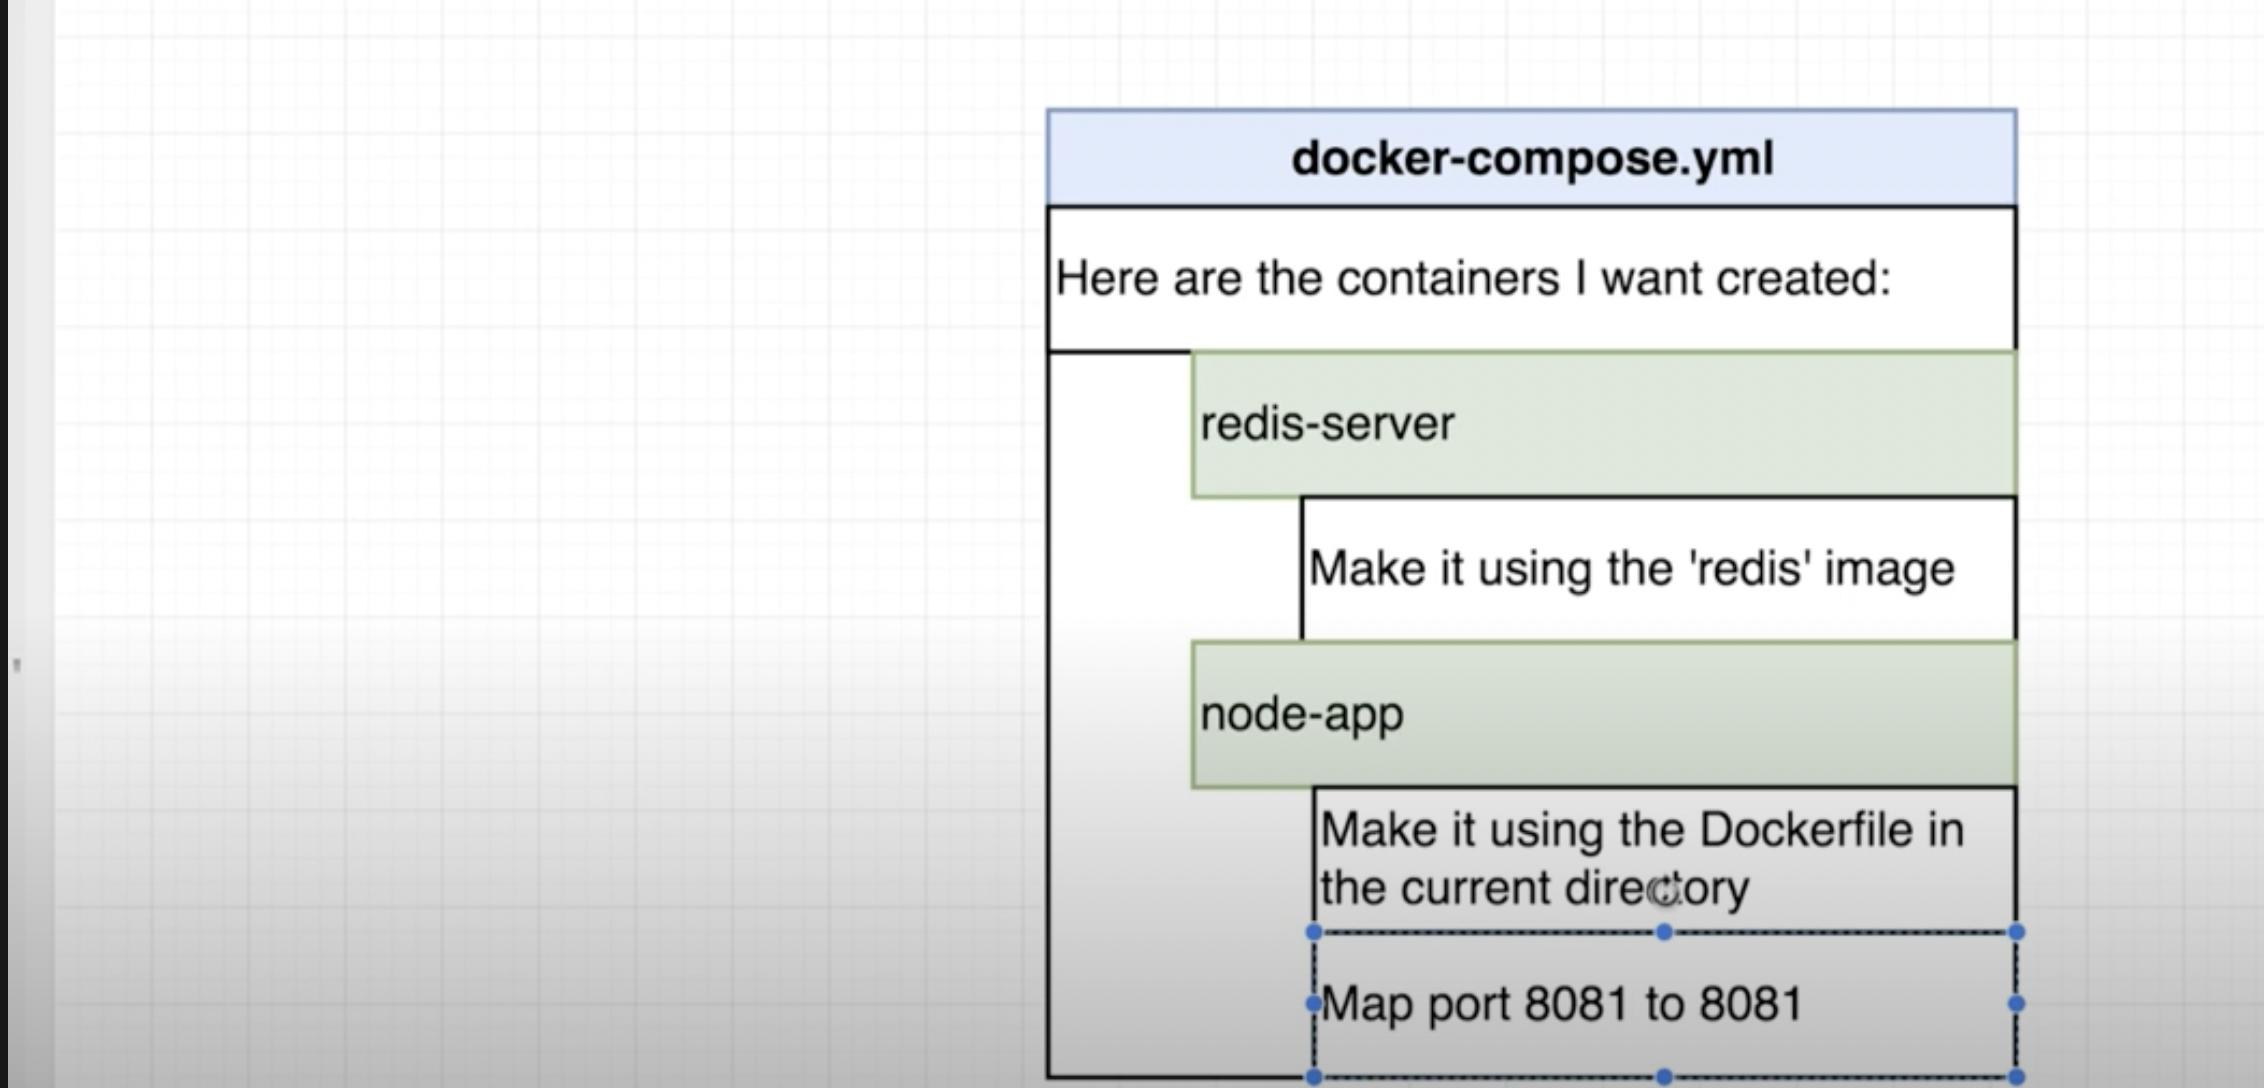 docker-compose.yml
Here are the containers I want created:
redis-server
Make it using the 'redis' image
node-app
Make it using the Dockerfile in
the current directory
Map port 8081 to 8081